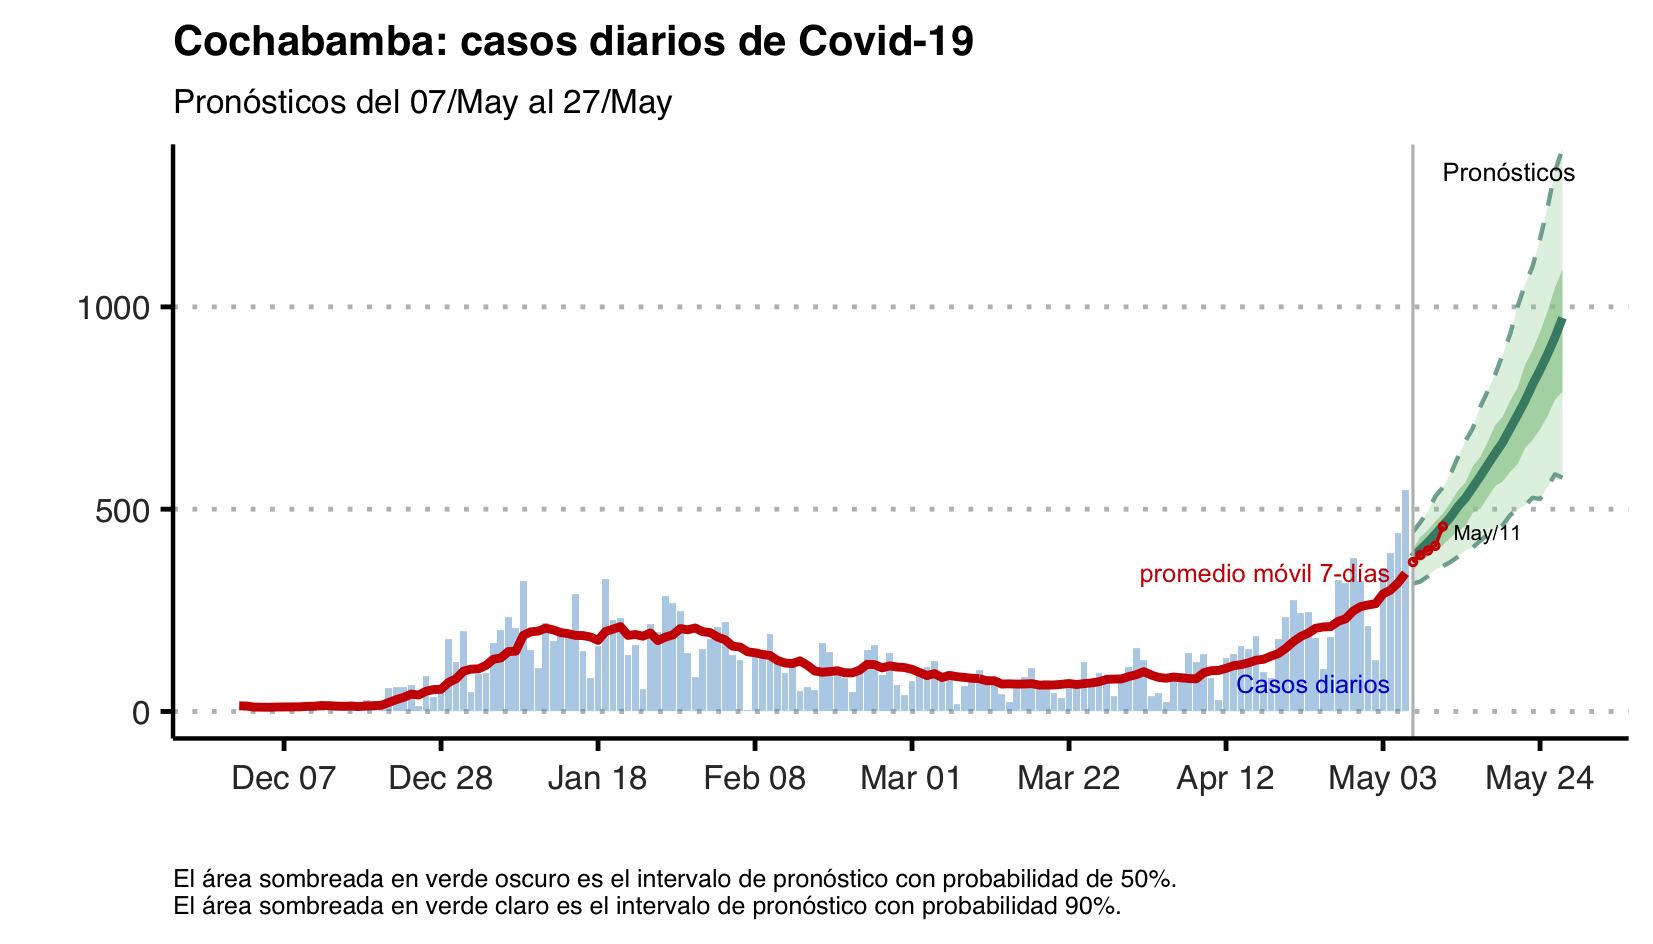 Cochabamba: casos diarios de Covid-19
Pronósticos del 07/May al 27/May
Pronósticos
1000
500
May/11
promedio móvil 7-días
Casos diarios
0
Dec 07 Dec 28 Jan 18 Feb 08 Mar 01 Mar 22 Apr 12 May 03 May 24
El área sombreada en verde oscuro es el intervalo de pronóstico con probabilidad de 50%.
El área sombreada en verde claro es el intervalo de pronóstico con probabilidad 90%.